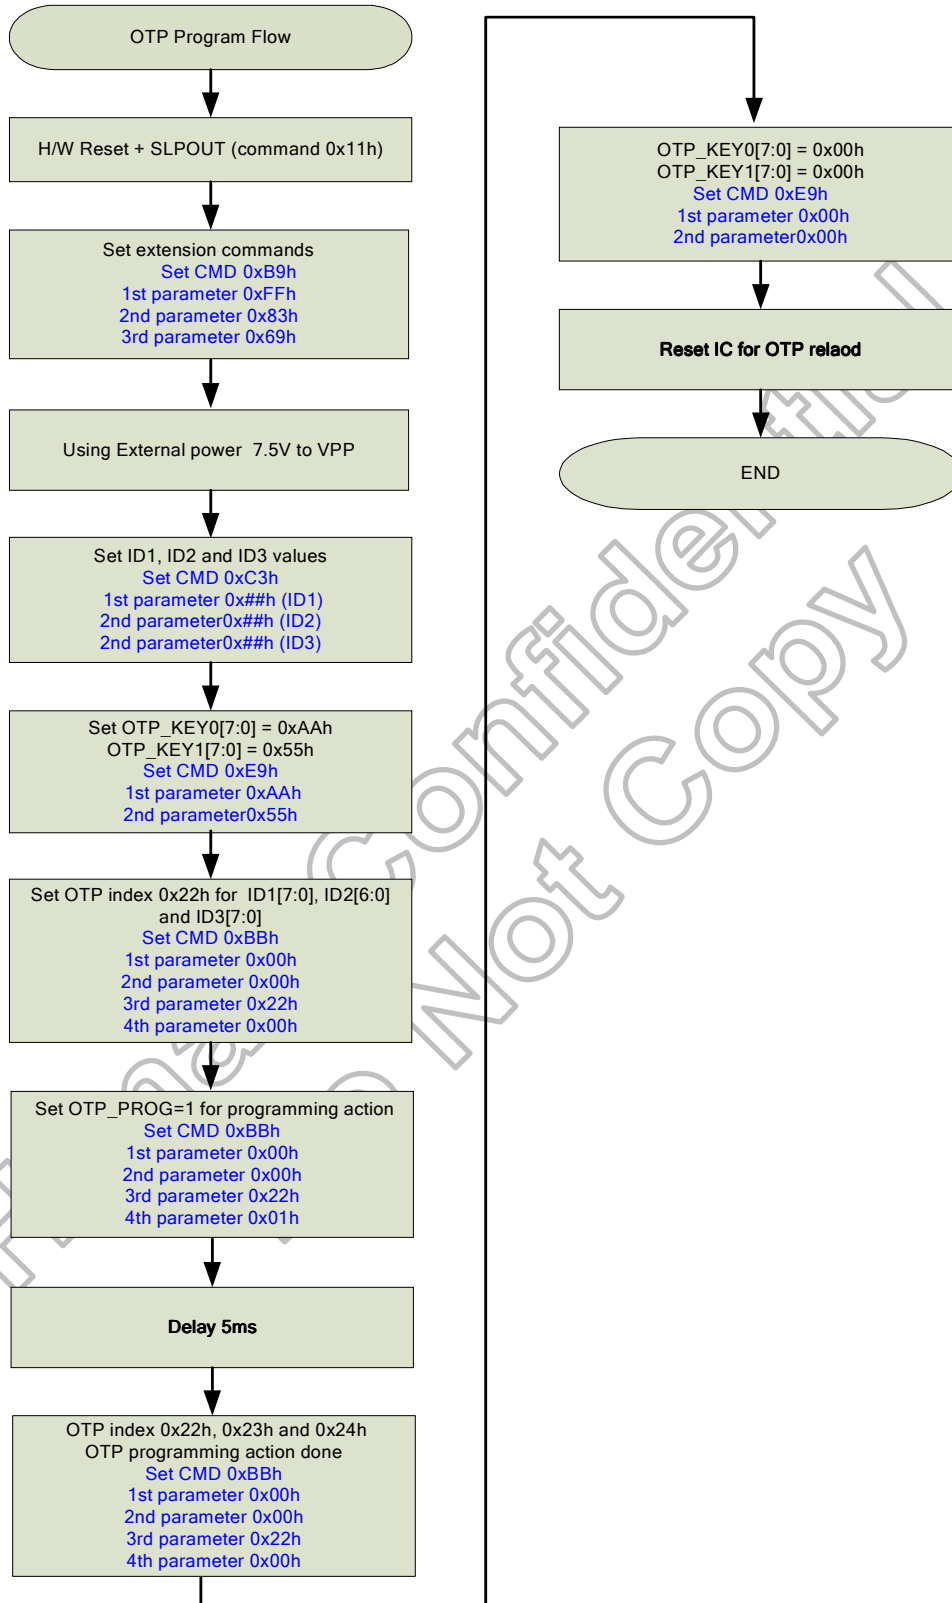 OTP Program Flow
H/W Reset + SLPOUT (command 0x11h)
Set extension commands
Set CMD 0xB9h
1st parameter 0xFFh
2nd parameter 0x83h
3rd parameter 0x69h
Using External power 7.5V to VPP
Set ID1, ID2 and ID3 values
Set CMD 0xC3h
1st parameter 0x##h (ID1)
2nd parameter0x##h (ID2)
2nd parameter0x##h (ID3)
Set OTP_KEY0[7:0] = 0xAAh
OTP_KEY1[7:0] = 0x55h
Set CMD 0xE9h
1st parameter 0xAAh
2nd parameter0x55h
Set OTP index 0x22h for ID1[7:0], ID2[6:0]
and ID3[7:0]
Set CMD 0xBBh
1st parameter 0x00h
2nd parameter 0x00h
3rd parameter 0x22h
4th parameter 0x00h
Set OTP_PROG=1 for programming action
Set CMD 0xBBh
1st parameter 0x00h
2nd parameter 0x00h
3rd parameter 0x22h
4th parameter 0x01h
Delay 5ms
OTP index 0x22h, 0x23h and 0x24h
OTP programming action done
Set CMD 0xBBh
1st parameter 0x00h
2nd parameter 0x00h
3rd parameter 0x22h
4th parameter 0x00h
OTP_KEY0[7:0] = 0x00h
OTP_KEY1[7:0] = 0x00h
Set CMD 0xE9h
1st parameter 0x00h
2nd parameter0x00h
Reset IC for OTP relaod
END
Confidential
Not Copy